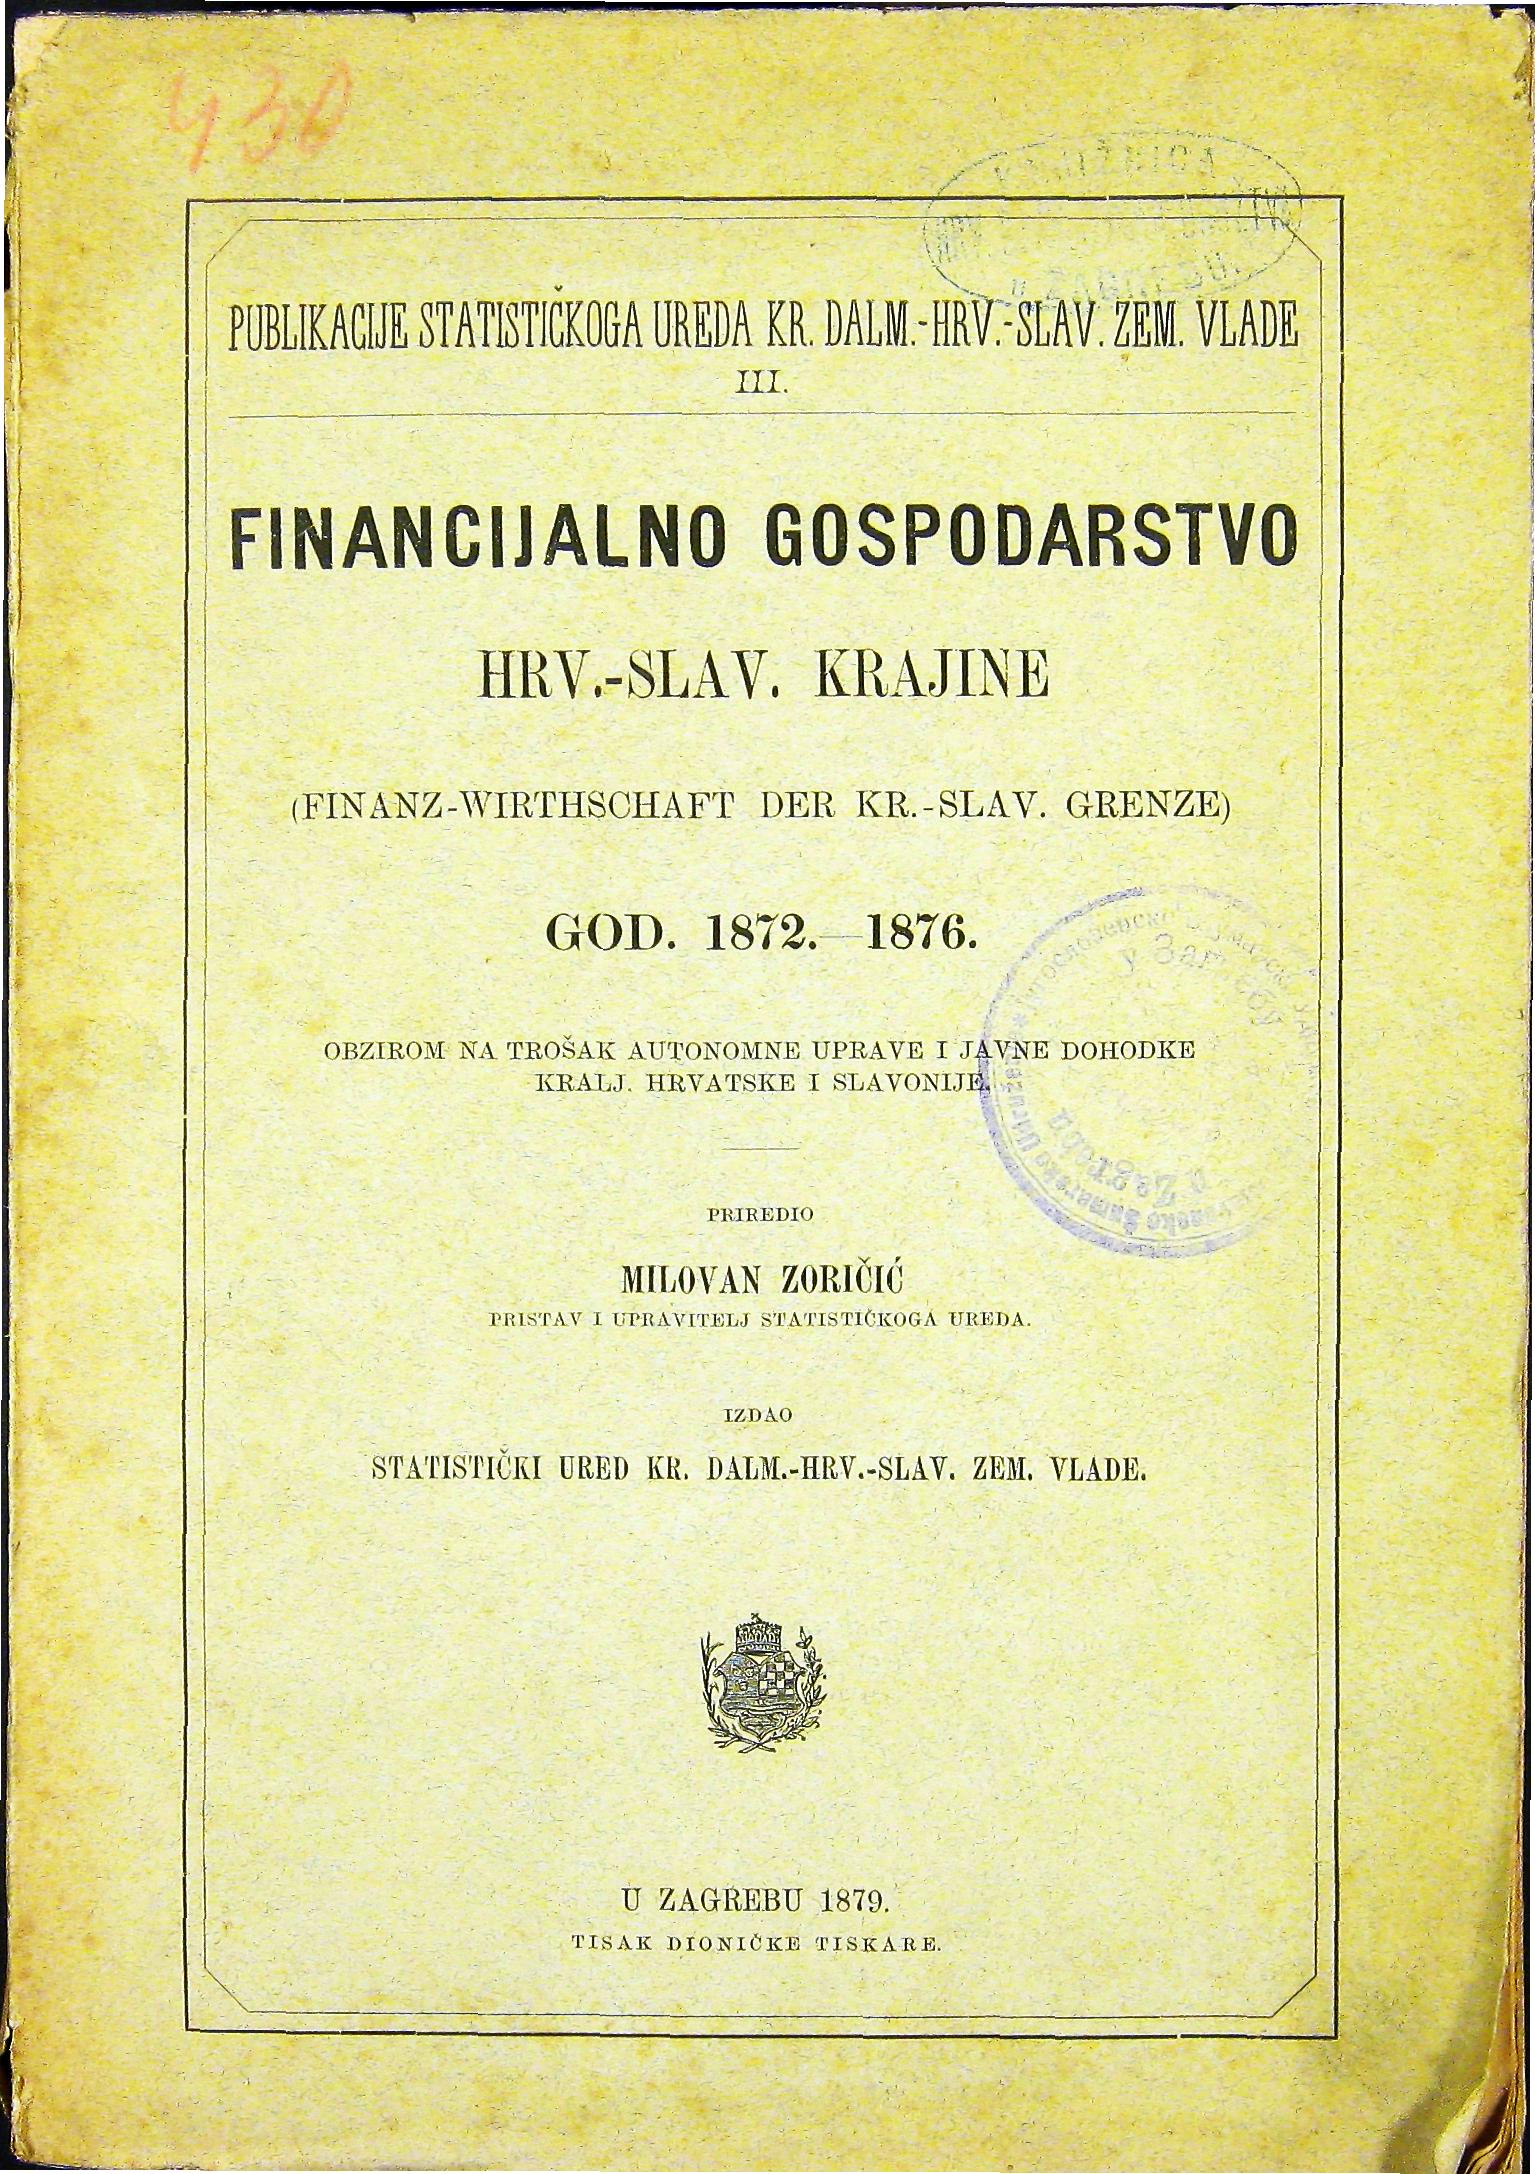 430
PUBLIKACIJE STATISTIČKOGA UREDA KR. DALM.-HRV.-SLAV. ZEM. VLADE
III.
FINANCIJALNO GOSPODARSTVO
HRV.-SLAV. KRAJINE
(FINANZ-WIRTHSCHAFT DER KR.-SLAV. GRENZE)
GOD. 1872.—1876.
OBZIROM NA TROŠAK AUTONOMNE UPRAVE I JAVNE DOHODKE
KRALJ. HRVATSKE I SLAVONIJE.
PRIREDIO
MILOVAN ZORIČIĆ
PRISTAV I UPRAVITELJ STATISTIČKOGA UREDA.
IZDAO
STATISTIČKI URED KR. DALM.-HRV.-SLAV. ZEM. VLADE.
U ZAGREBU 1879.
TISAK DIONIČKE TISKARE.
у Загребу
u Zagrebu